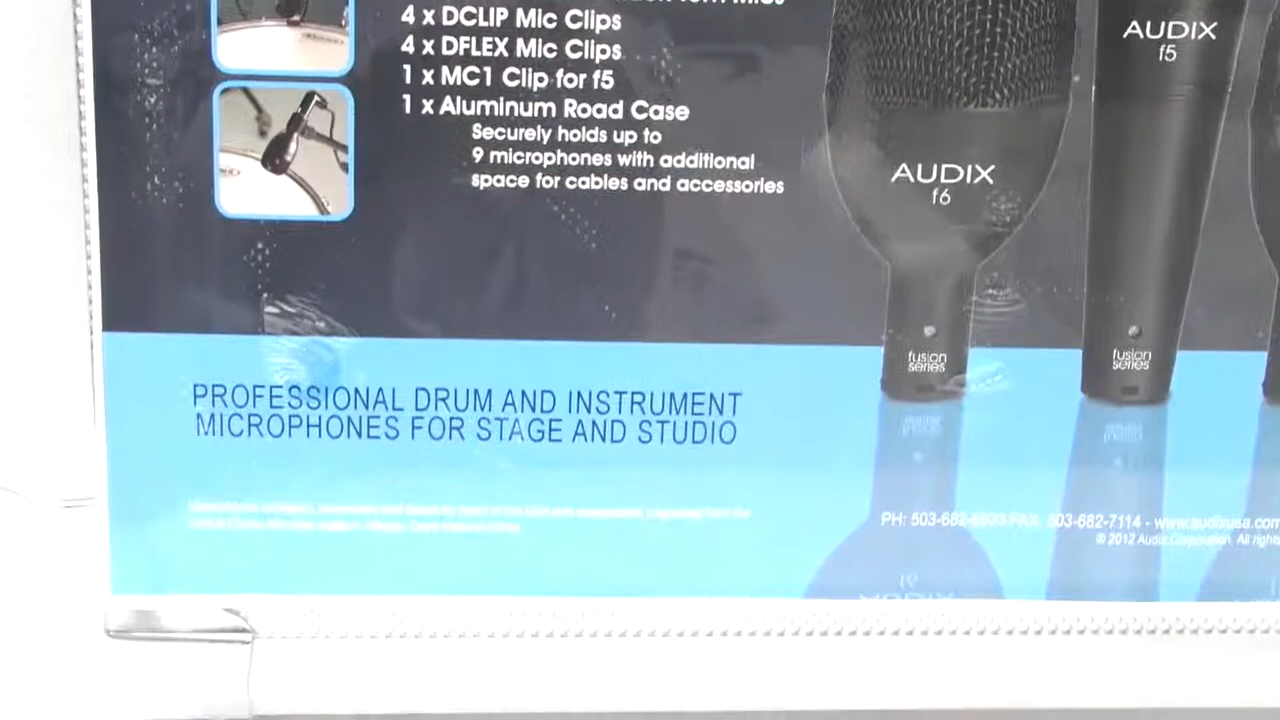 4 x DCLIP Mic Clips
4 x DFLEX Mic Clips
1 x MC1 Clip for f5
1 x Aluminum Road Case
Securely holds up to
9 microphones with additional
space for cables and accessories
AUDIX
f6
AUDIX
f5
fusion
series
fusion
series
PROFESSIONAL DRUM AND INSTRUMENT
MICROPHONES FOR STAGE AND STUDIO
PH: 503-682-6933 FAX: 503-682-7114 - www.audixusa.com
© 2012 Audix Corporation. All rights